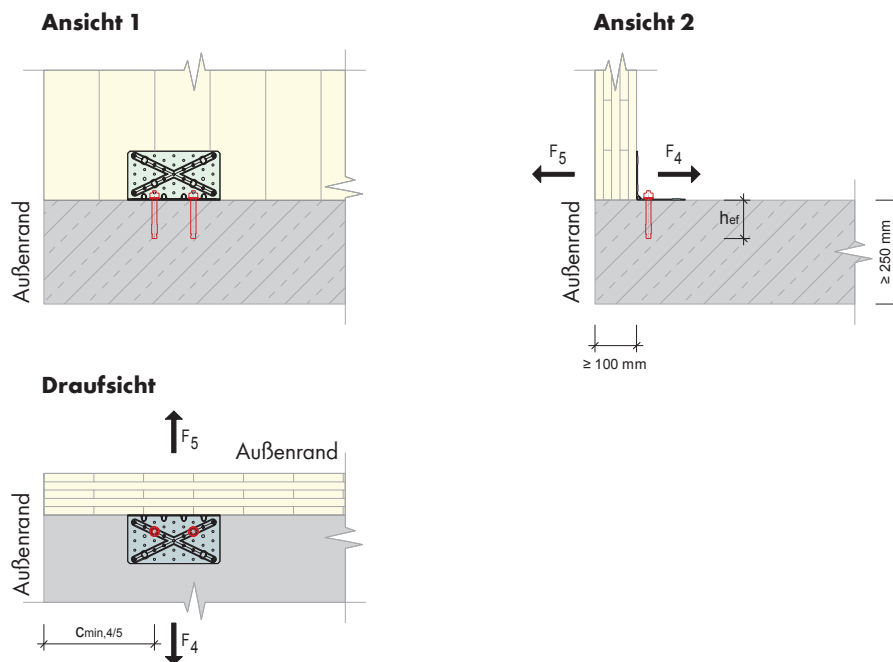 Ansicht 1
Außenrand
Ansicht 2
F5
F4
hef
Außenrand
≥ 250 mm
≥ 100 mm
Draufsicht
F5
Außenrand
Außenrand
cmin,4/5
F4